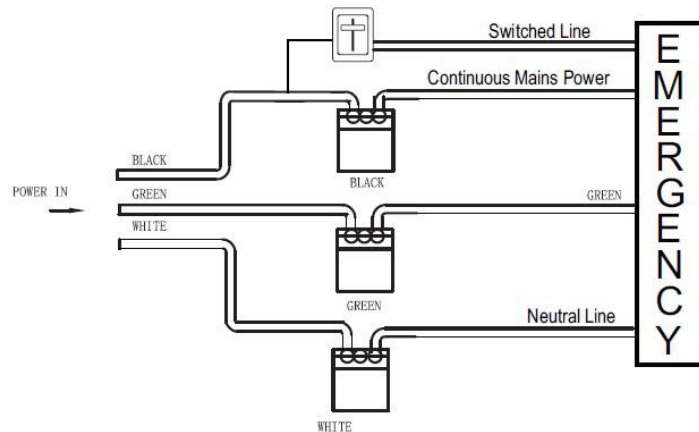 Switched Line
Continuous Mains Power
BLACK
BLACK
POWER IN
GREEN
GREEN
WHITE
GREEN
Neutral Line
WHITE
EMERGENCY